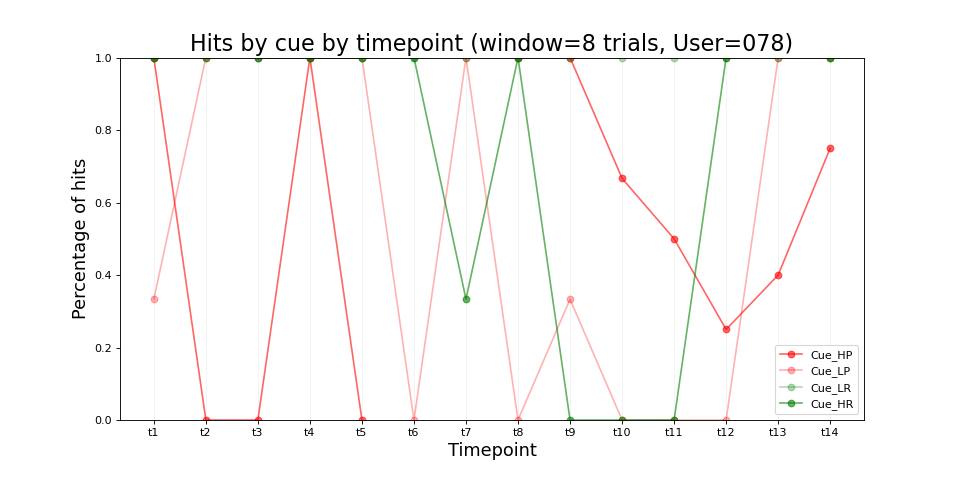 Hits by cue by timepoint (window=8 trials, User=078)
Percentage of hits
1.0
0.8
0.6
0.4
0.2
0.0
t1 t2 t3 t4 t5 t6 t7 t8 t9 t10 t11 t12 t13 t14
Timepoint
Cue_HP
Cue_LP
Cue_LR
Cue_HR